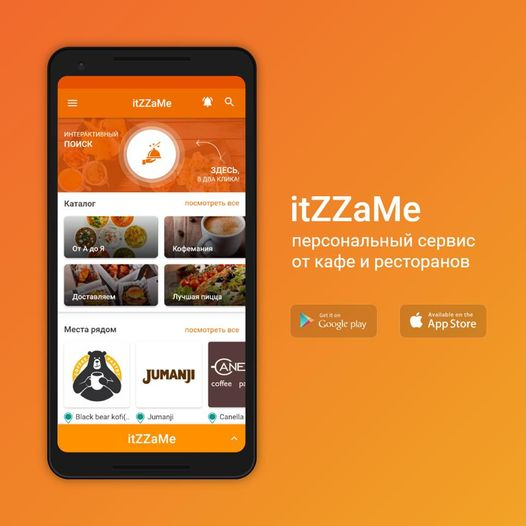 itZZaMe
ИНТЕРАКТИВНЫЙ
ПОИСК
ЗДЕСЬ,
В ДВА КЛИКА!
Каталог
посмотреть все
От А до Я
Кофемания
Доставляем
Лучшая пицца
Места рядом
посмотреть все
JUMANJI
CANE
coffee
pa
Black bear kofi(..
Jumanji
Canella
itZZaMe
itZZaMe
персональный сервис
от кафе и ресторанов
Get it on
Google play
Available on the
App Store